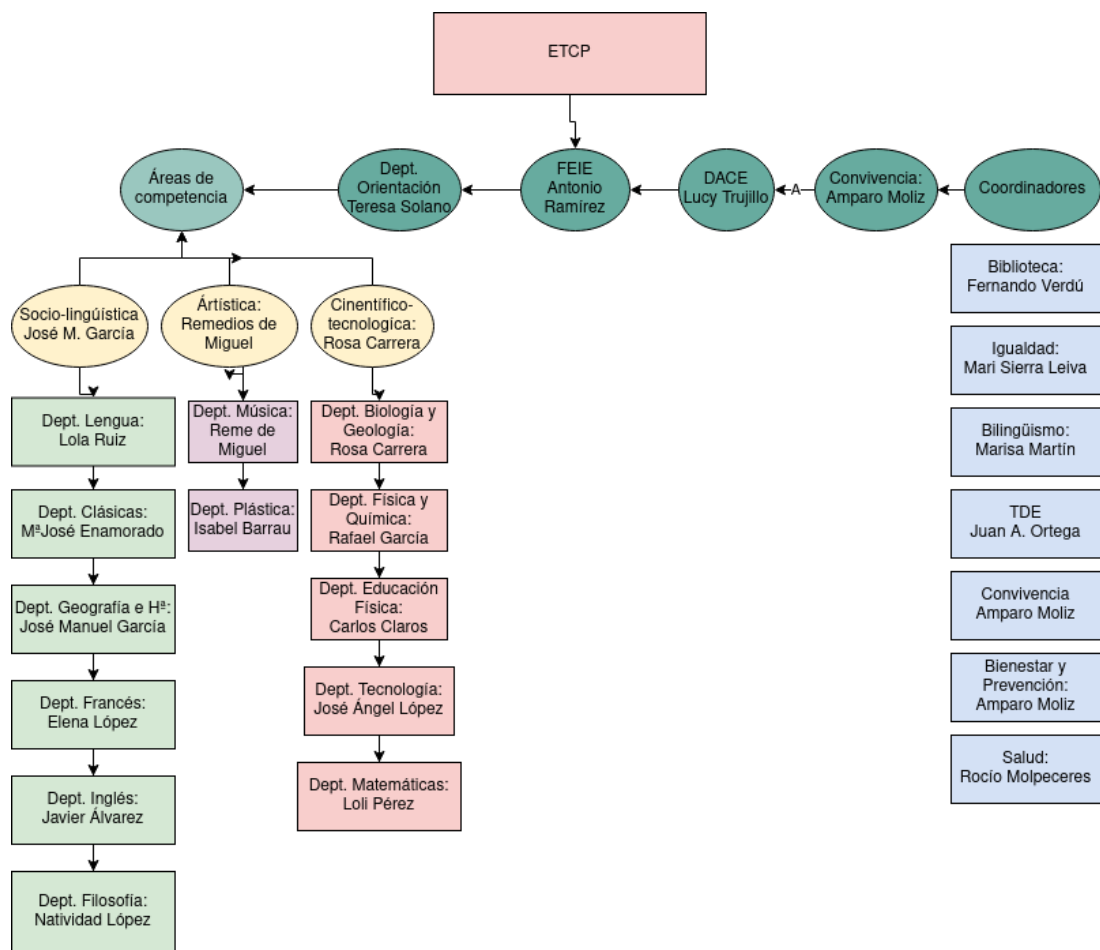 ETCP
Áreas de
competencia
Dept.
Orientación
Teresa Solano
FEIE
Antonio
Ramírez
DACE
Lucy Trujillo
A
Convivencia:
Amparo Moliz
Coordinadores
Socio-lingúística
José M. García
Ártística:
Remedios de
Miguel
Cinentífico-
tecnologíca:
Rosa Carrera
Dept. Lengua:
Lola Ruiz
Dept. Clásicas:
MªJosé Enamorado
Dept. Geografía e Hª:
José Manuel García
Dept. Francés:
Elena López
Dept. Inglés:
Javier Álvarez
Dept. Filosofía:
Natividad López
Dept. Música:
Reme de
Miguel
Dept. Plástica:
Isabel Barrau
Dept. Biología y
Geología:
Rosa Carrera
Dept. Física y
Química:
Rafael García
Dept. Educación
Física:
Carlos Claros
Dept. Tecnología:
José Ángel López
Dept. Matemáticas:
Loli Pérez
Biblioteca:
Fernando Verdú
Igualdad:
Mari Sierra Leiva
Bilingüismo:
Marisa Martín
TDE
Juan A. Ortega
Convivencia
Amparo Moliz
Bienestar y
Prevención:
Amparo Moliz
Salud:
Rocío Molpeceres